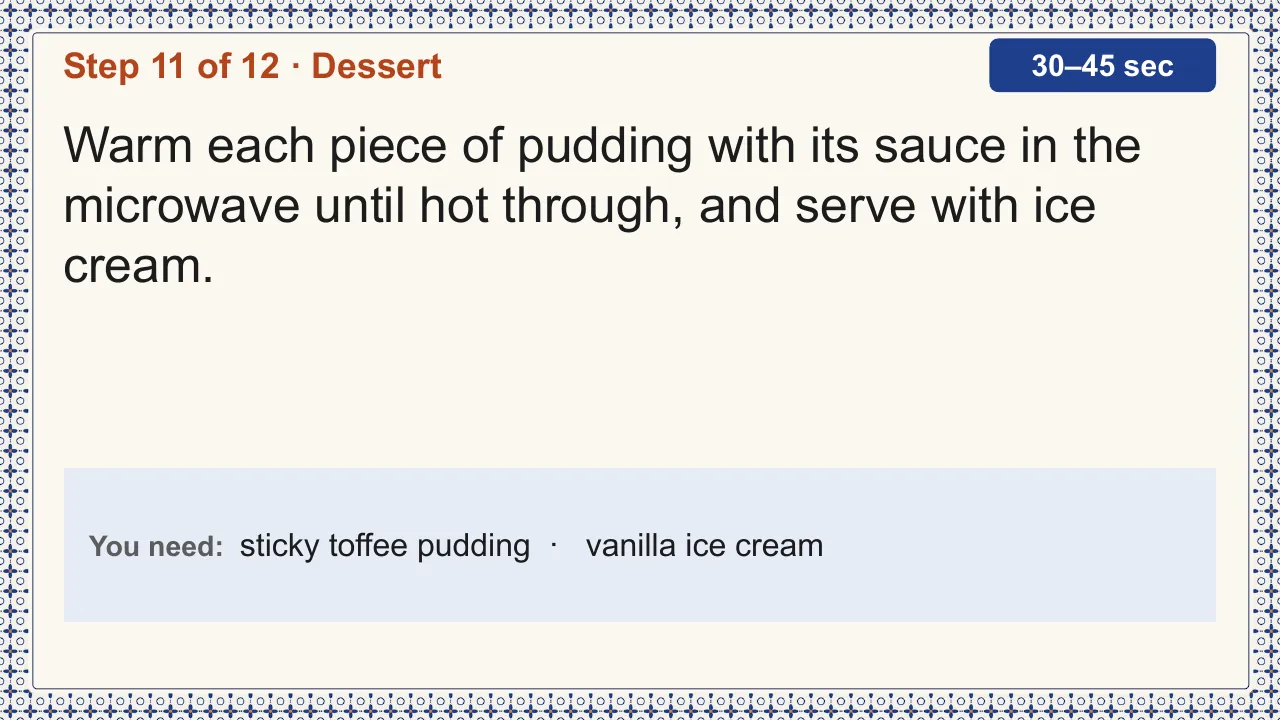 Step 11 of 12 · Dessert
30–45 sec
Warm each piece of pudding with its sauce in the
microwave until hot through, and serve with ice
cream.
You need: sticky toffee pudding · vanilla ice cream